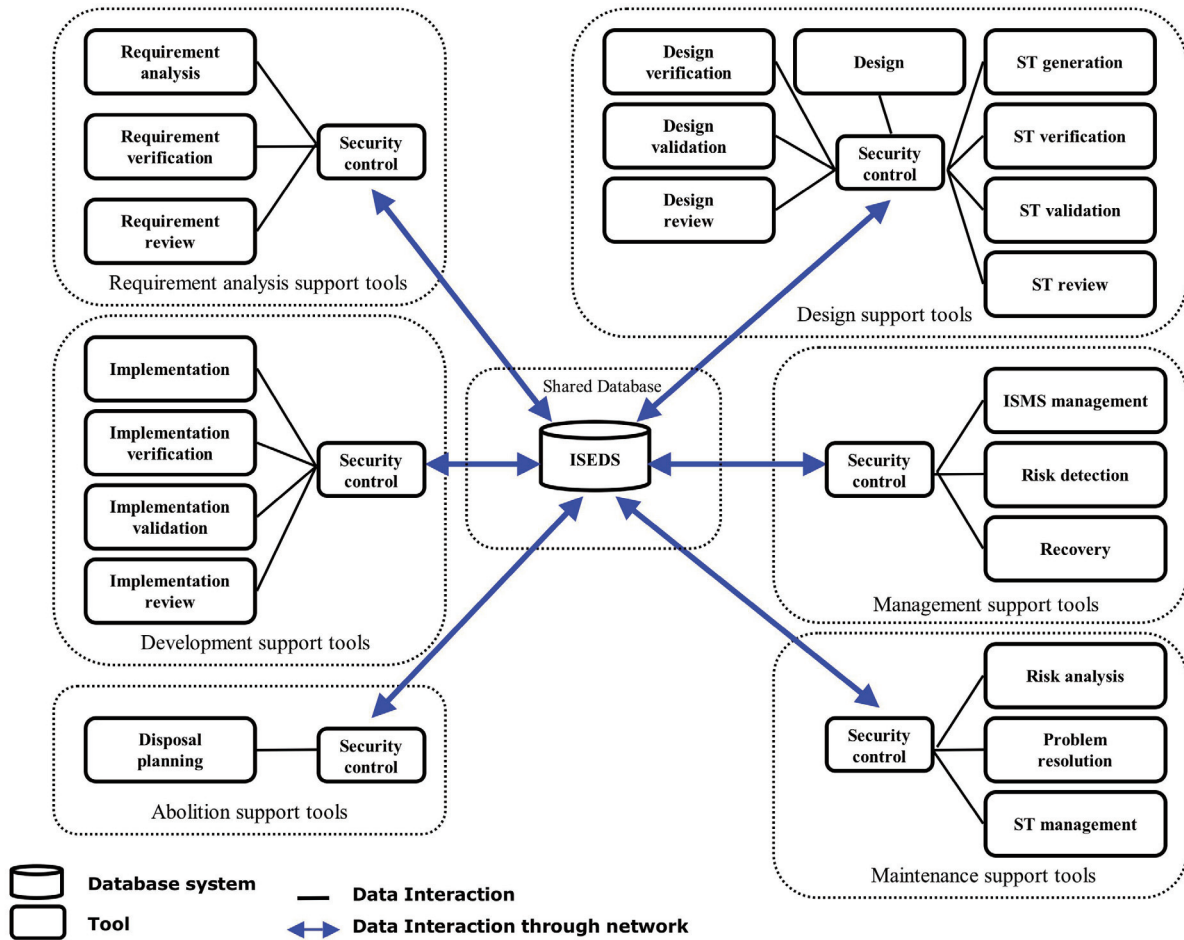 Requirement
analysis
Requirement
verification
Requirement
review
Security
control
Requirement analysis support tools
Design
verification
Design
validation
Design
review
Design
Security
control
ST generation
ST verification
ST validation
ST review
Design support tools
Implementation
Implementation
verification
Implementation
validation
Implementation
review
Security
control
Development support tools
Shared Database
ISEDS
Security
control
ISMS management
Risk detection
Recovery
Management support tools
Disposal
planning
Security
control
Abolition support tools
Security
control
Risk analysis
Problem
resolution
ST management
Maintenance support tools
Database system
Tool
Data Interaction
Data Interaction through network